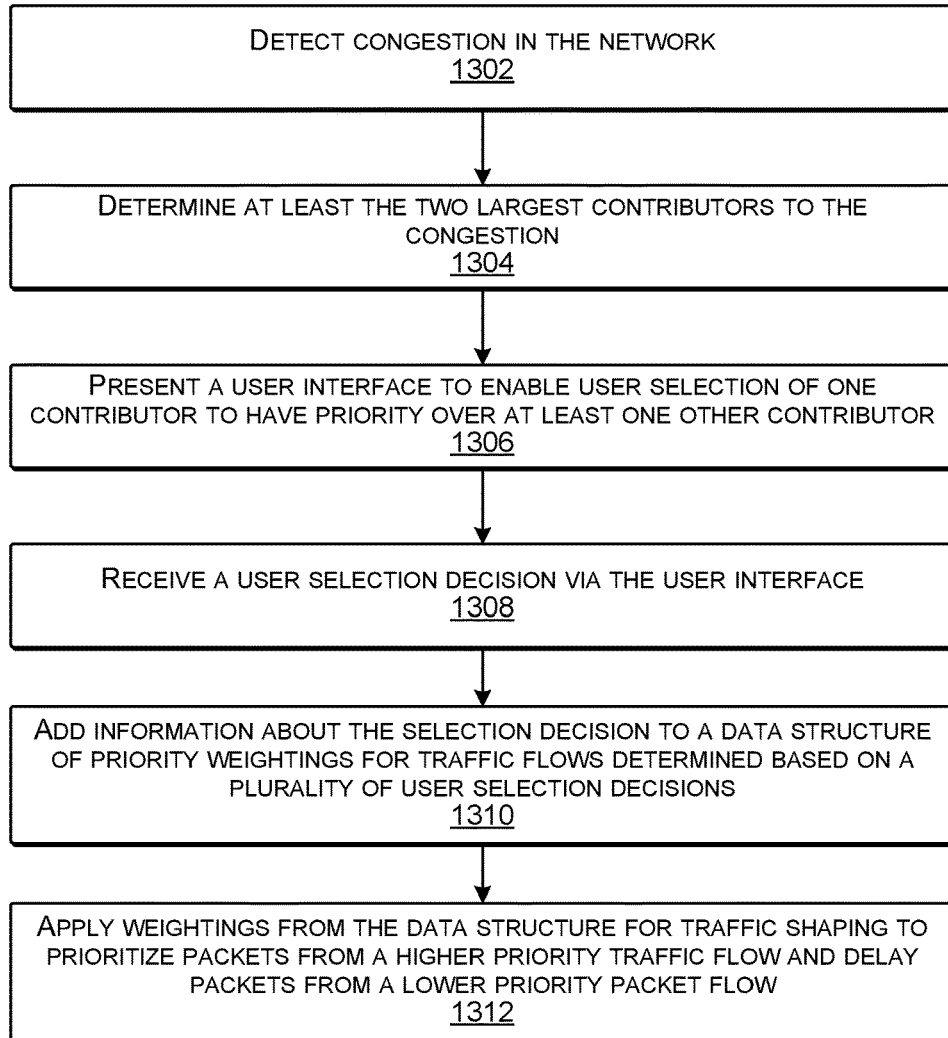 DETECT CONGESTION IN THE NETWORK
1302
DETERMINE AT LEAST THE TWO LARGEST CONTRIBUTORS TO THE
CONGESTION
1304
PRESENT A USER INTERFACE TO ENABLE USER SELECTION OF ONE
CONTRIBUTOR TO HAVE PRIORITY OVER AT LEAST ONE OTHER CONTRIBUTOR
1306
RECEIVE A USER SELECTION DECISION VIA THE USER INTERFACE
1308
ADD INFORMATION ABOUT THE SELECTION DECISION TO A DATA STRUCTURE
OF PRIORITY WEIGHTINGS FOR TRAFFIC FLOWS DETERMINED BASED ON A
PLURALITY OF USER SELECTION DECISIONS
1310
APPLY WEIGHTINGS FROM THE DATA STRUCTURE FOR TRAFFIC SHAPING TO
PRIORITIZE PACKETS FROM A HIGHER PRIORITY TRAFFIC FLOW AND DELAY
PACKETS FROM A LOWER PRIORITY PACKET FLOW
1312